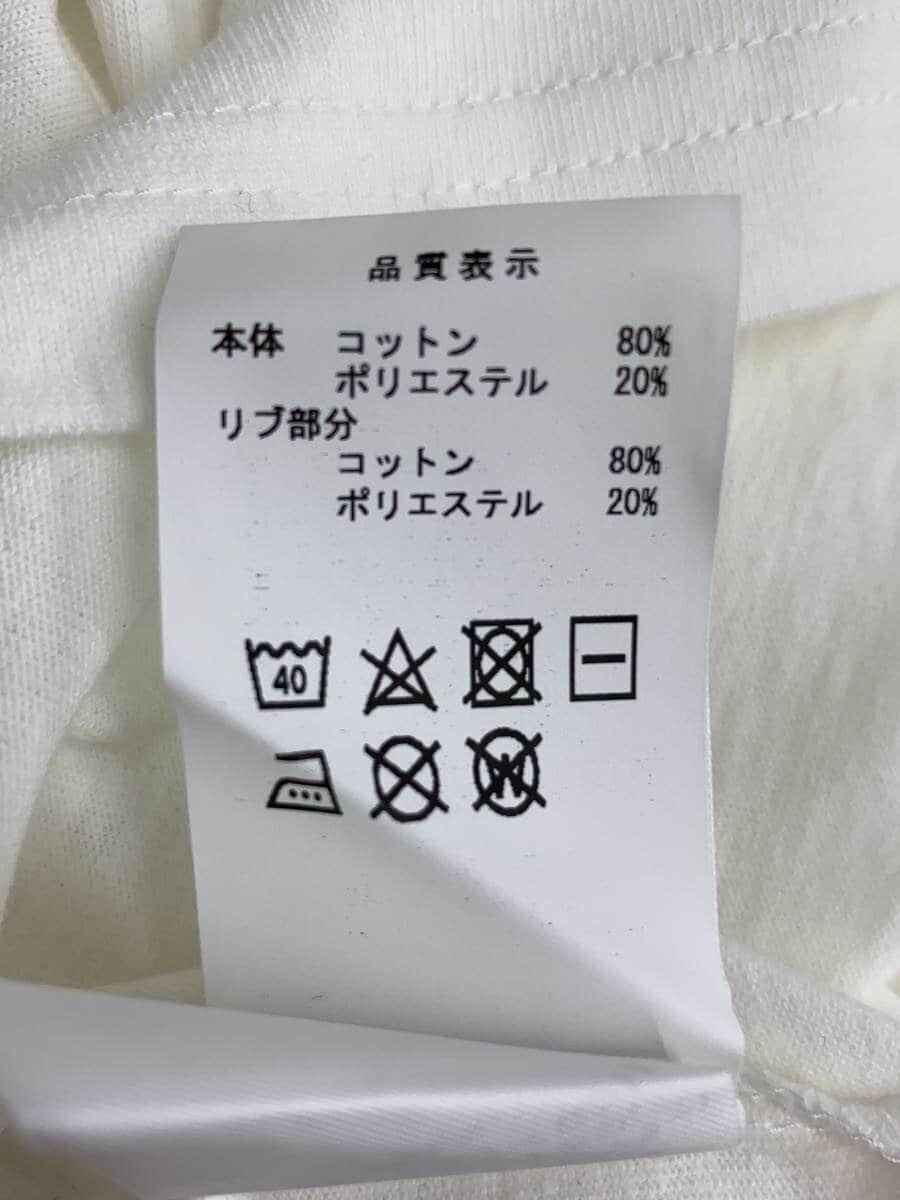 品質表示
本体 コットン 80%
ポリエステル 20%
リブ部分
コットン 80%
ポリエステル 20%
40